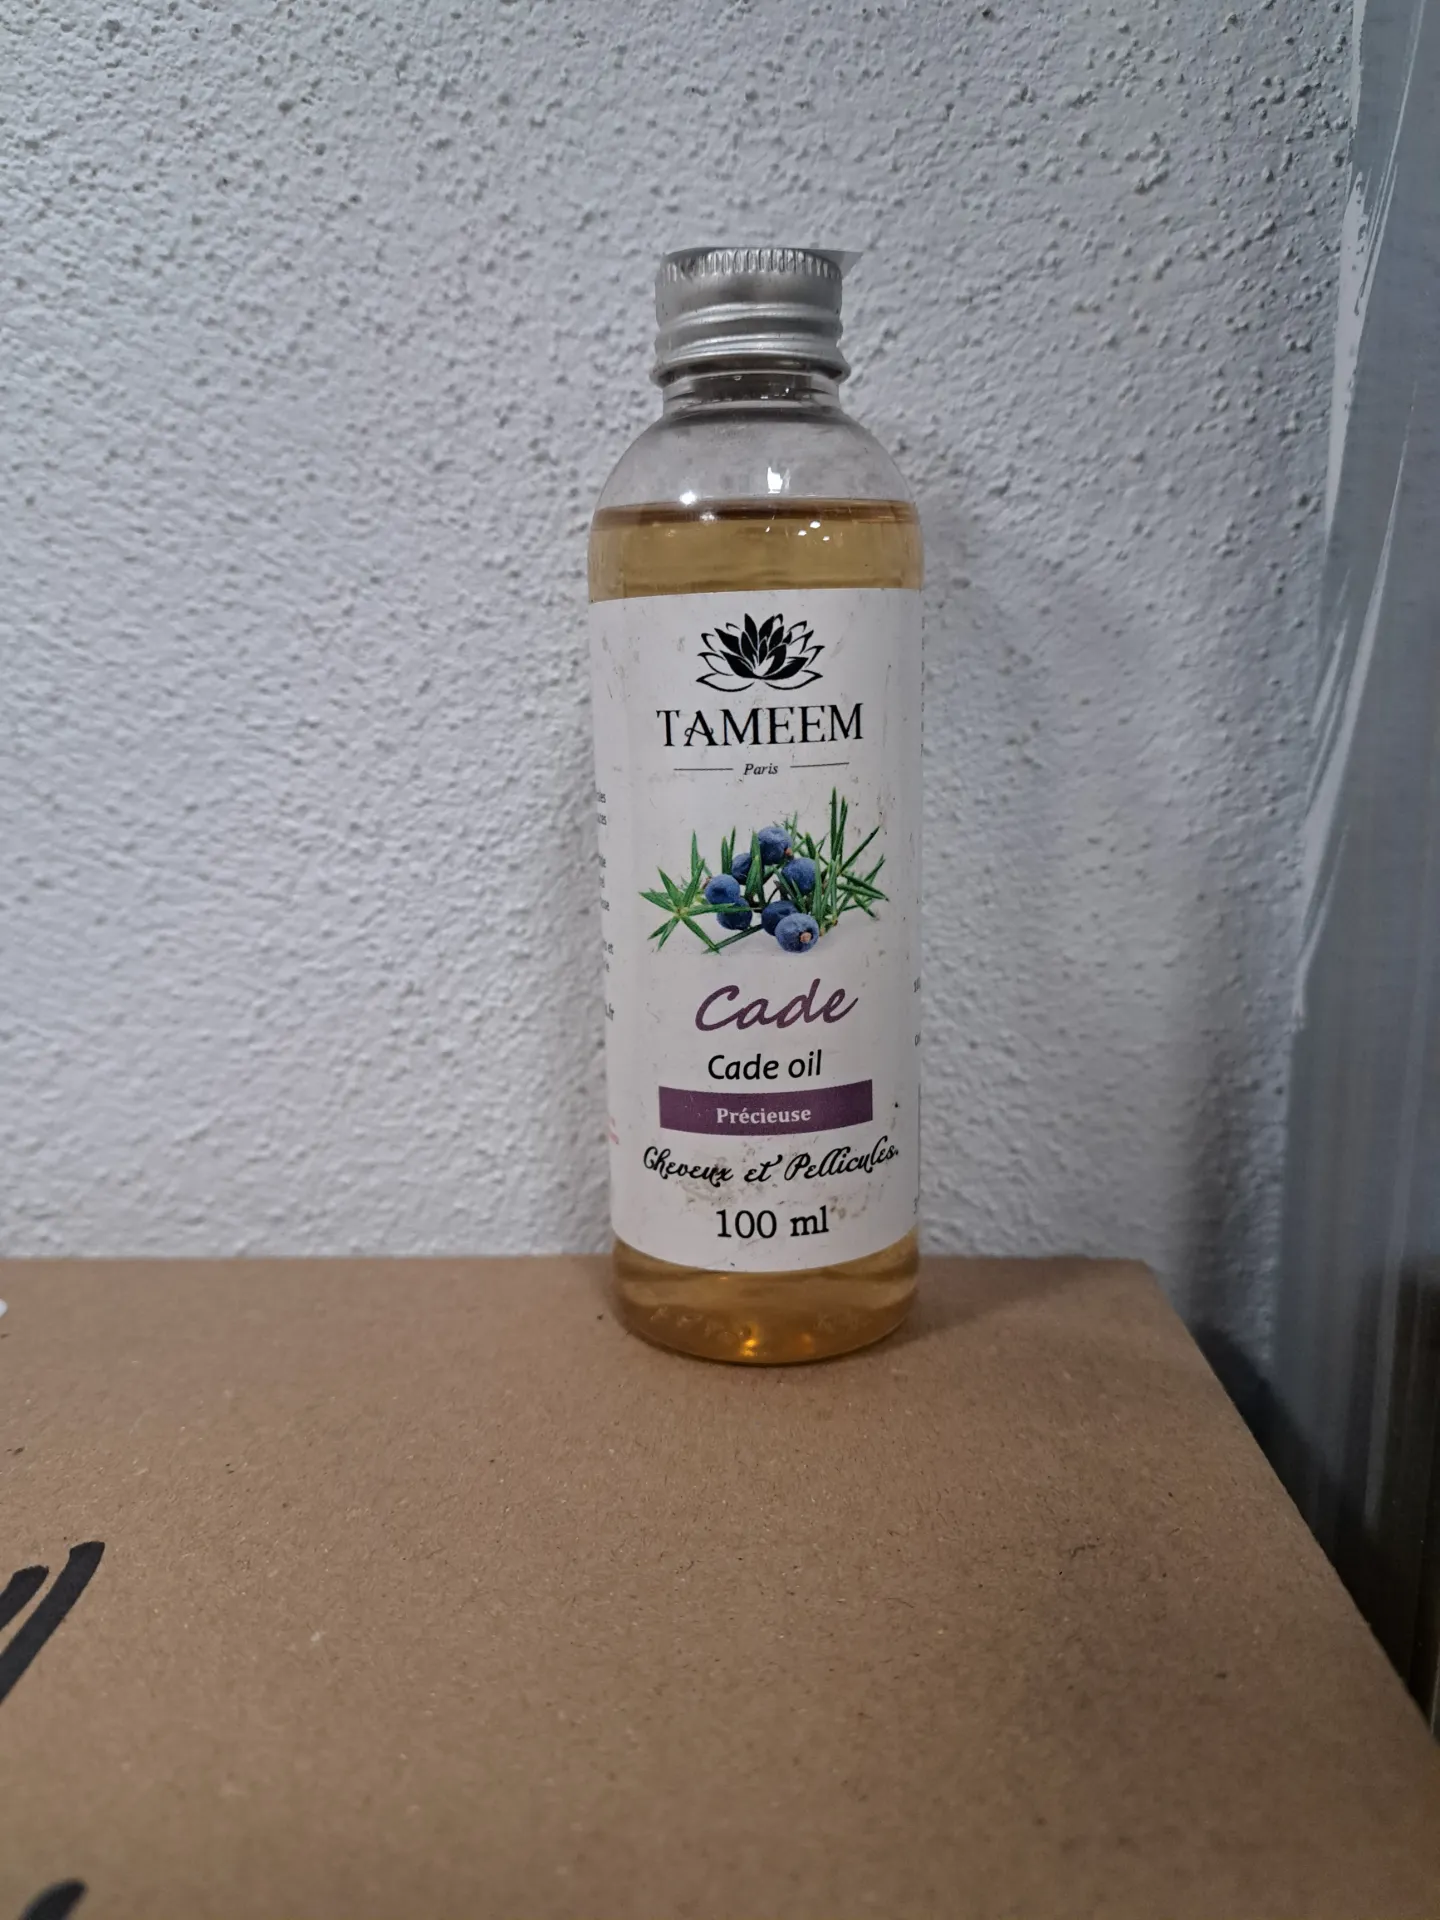 TAMEEM
Paris
Cade
Cade oil
Précieuse
Cheveux et Pellicules.
100 ml